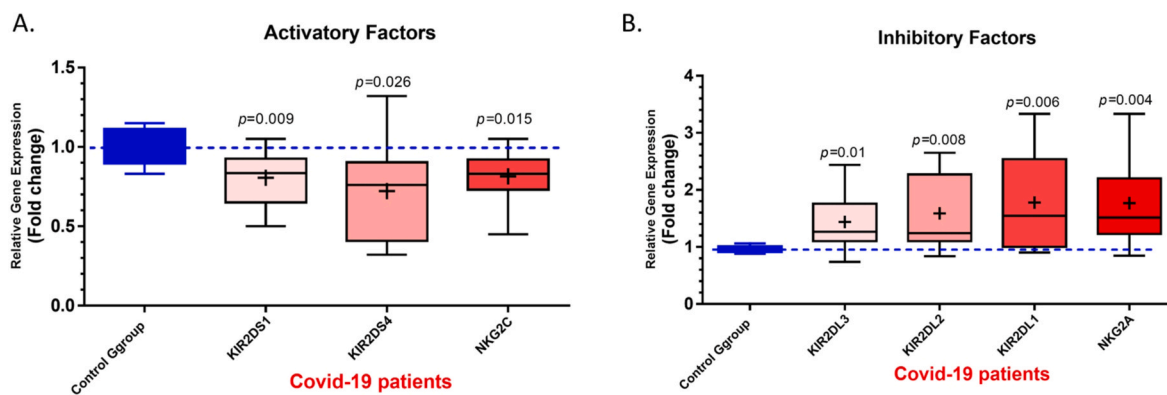 A.
Activatory Factors
Relative Gene Expression
(Fold change)
1.5
1.0
0.5
0.0
p=0.009
p=0.026
p=0.015
Control Ggroup
KIR2DS1
KIR2DS4
NKG2C
Covid-19 patients
B.
Inhibitory Factors
Relative Gene Expression
(Fold change)
4
3
2
1
0
p=0.01
p=0.008
p=0.006
p=0.004
Control Ggroup
KIR2DL3
KIR2DL2
KIR2DL1
NKG2A
Covid-19 patients